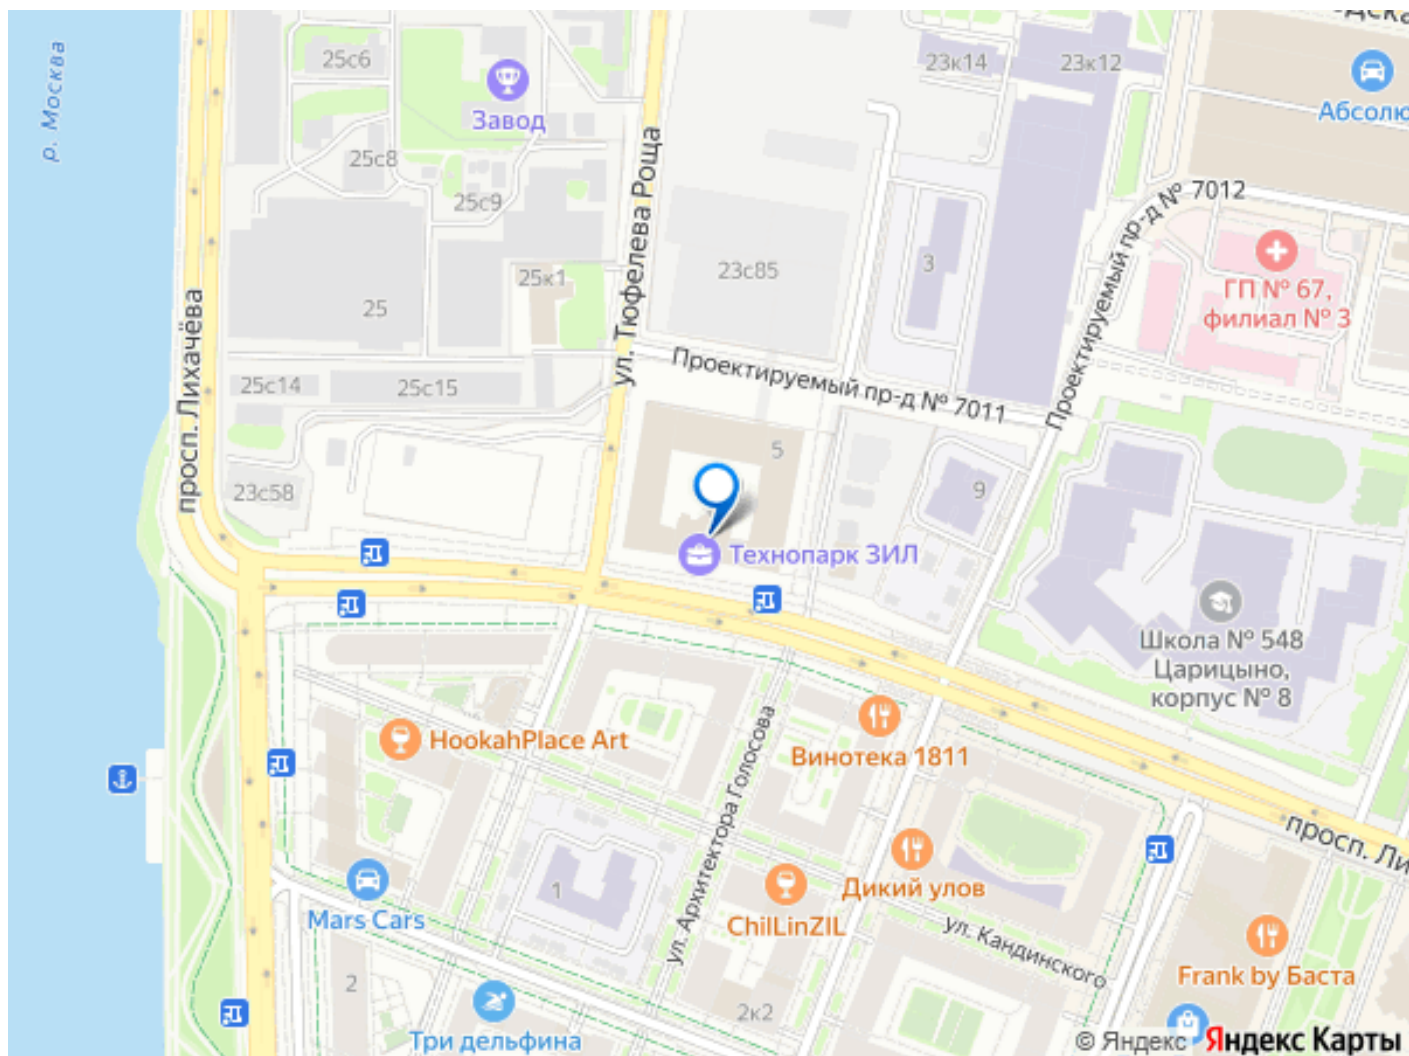 р. Москва
25с6
Завод
25с8
25с9
25к1
25
25с14
25с15
23с58
просп. Лихачёва
ул. Тюфелева Роща
23к14
23к12
Абсолю
3
23с85
Проектируемый пр-д № 7012
ГП № 67,
филиал № 3
Проектируемый пр-д № 7011
5
9
Технопарк ЗИЛ
Школа № 548
Царицыно,
корпус № 8
HookahPlace Art
Винотека 1811
ул. Архитектора Голосова
просп. Ли
Дикий улов
1
Mars Cars
ChilLinZIL
ул. Кандинского
Frank by Баста
2
2к2
Три дельфина
© Яндекс
Яндекс Карты